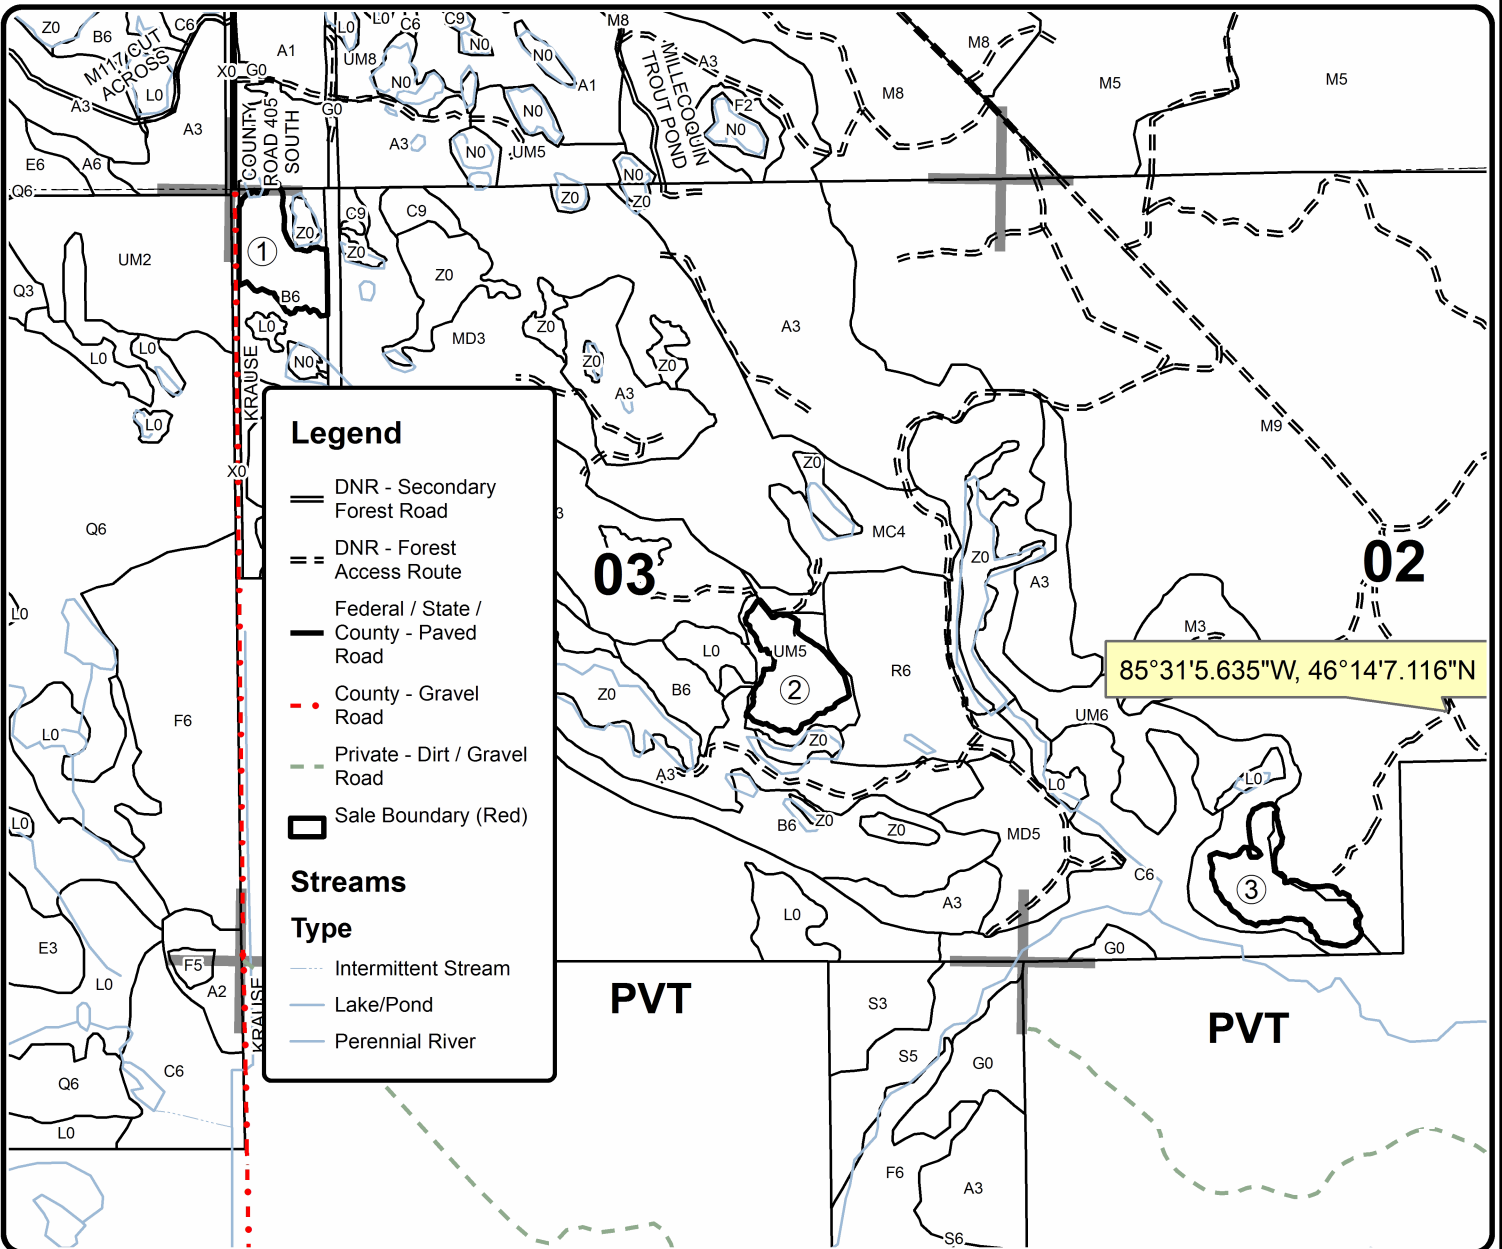 Z0
B6
C6
M117 CUT
ACROSS
L0
A3
A3
E6
A6
Q6
X0
G0
A1
L0
L0
C6
C9
UM8
N0
N0
N0
A1
G0
COUNTY
ROAD 405
SOUTH
A3
N0
N0
UM5
M8
MILLECOQUIN
TROUT POND
A3
F2
N0
N0
Z0
Z0
M8
M8
M5
M5
UM2
Q3
1
Z0
B6
C9
Z0
C9
Z0
L0
N0
MD3
Z0
Z0
Z0
A3
A3
L0
L0
L0
KRAUSE
X0
M9
Legend
DNR - Secondary
Forest Road
DNR - Forest
Access Route
Federal / State /
County - Paved
Road
County - Gravel
Road
Private - Dirt / Gravel
Road
Sale Boundary (Red)
Streams
Type
Intermittent Stream
Lake/Pond
Perennial River
Z0
MC4
3
03
Z0
A3
02
Q6
L0
M3
85°31'5.635"W, 46°14'7.116"N
L0
UM5
2
R6
B6
Z0
UM6
F6
L0
Z0
A3
L0
L0
B6
Z0
Z0
MD5
L0
C6
3
A3
L0
G0
E3
F5
A2
L0
KRAUSE
PVT
S3
PVT
S5
G0
Q6
C6
L0
F6
A3
S6